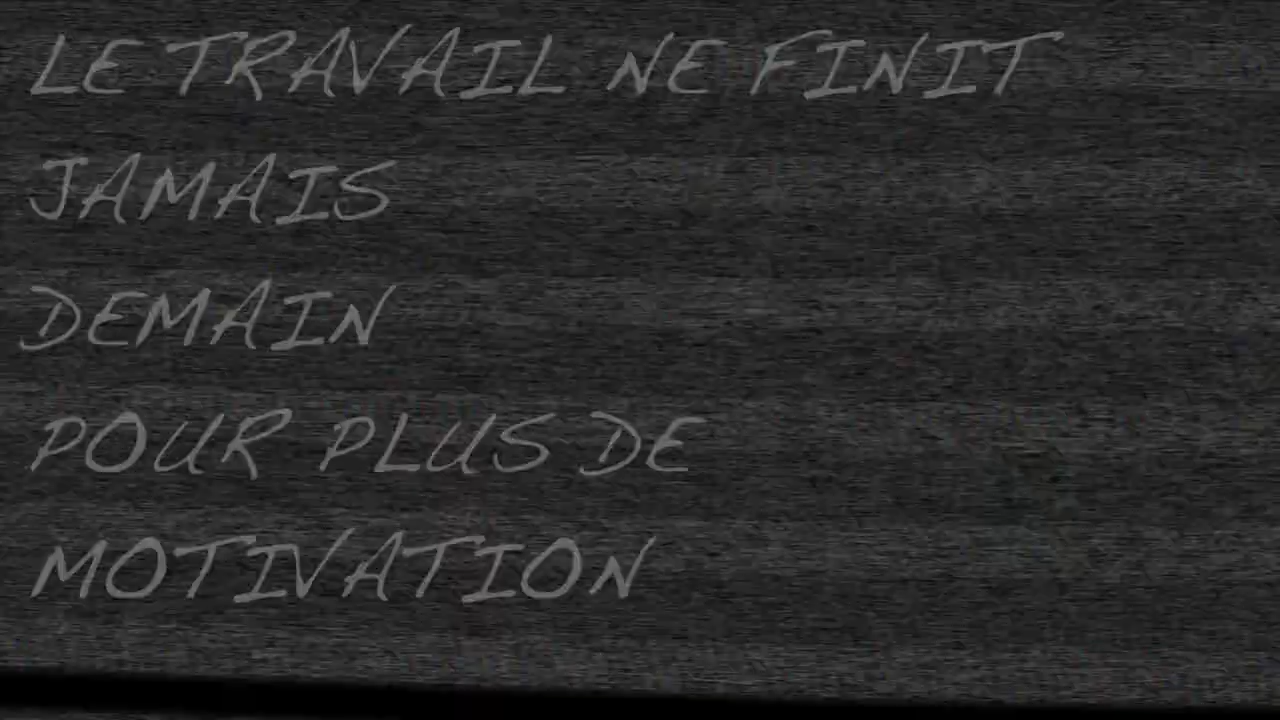 LE TRAVAIL NE FINIT
JAMAIS
DEMAIN
POUR PLUS DE
MOTIVATION